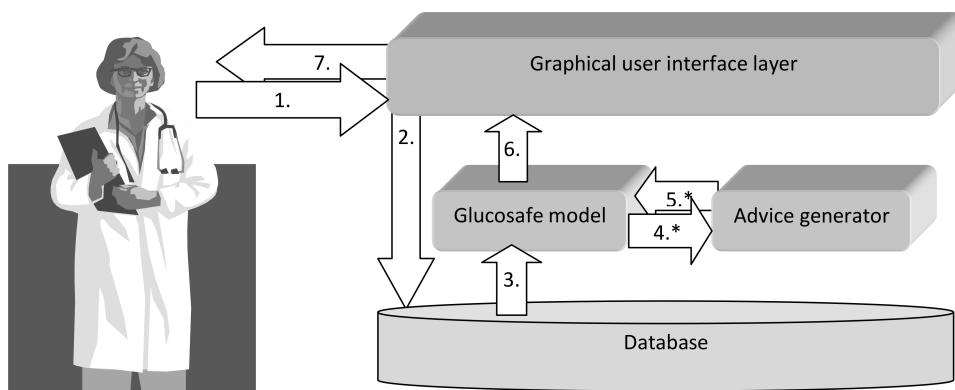 7.
Graphical user interface layer
1.
2.
6.
5.*
Glucosafe model
Advice generator
4.*
3.
Database